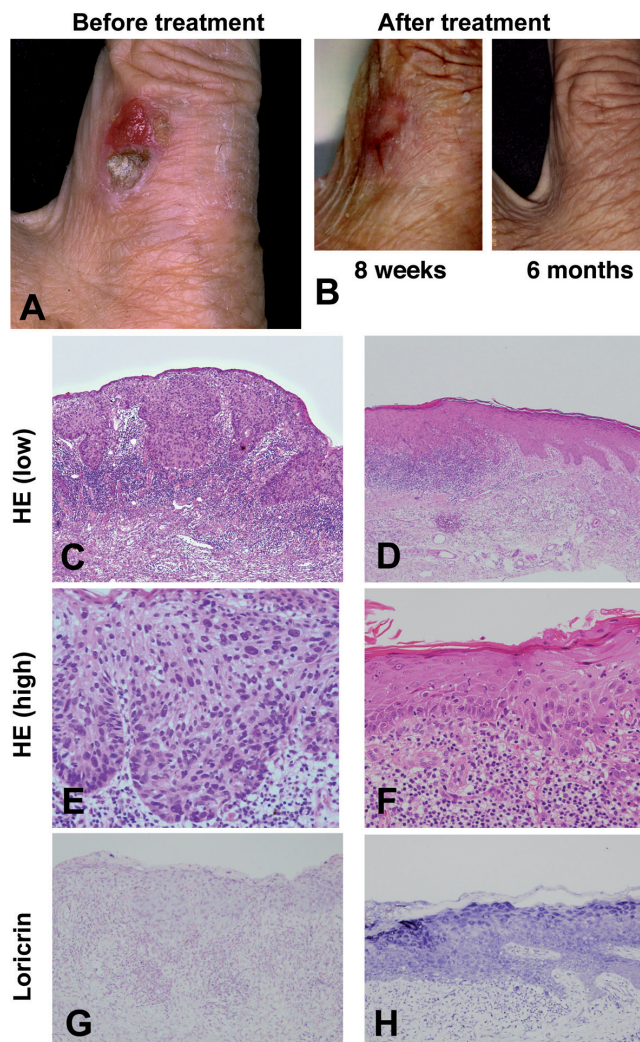 Before treatment
After treatment
A
B
8 weeks
6 months
HE (low)
C
D
HE (high)
E
F
Loricrin
G
H